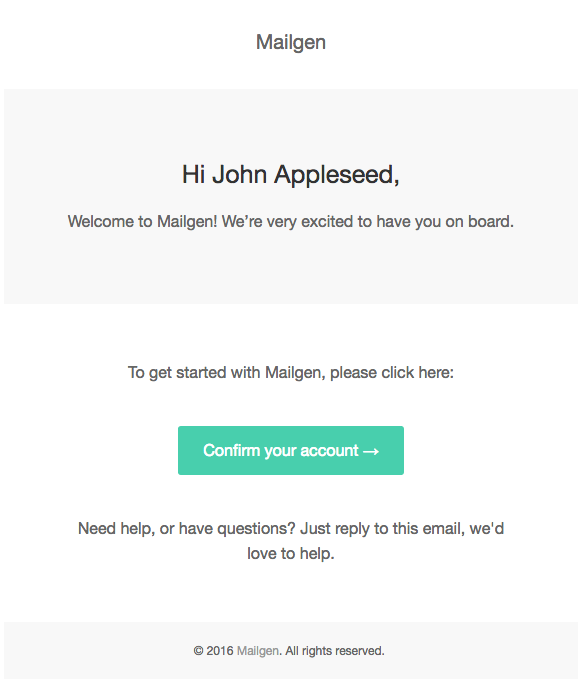 Mailgen
Hi John Appleseed,
Welcome to Mailgen! We’re very excited to have you on board.
To get started with Mailgen, please click here:
Confirm your account →
Need help, or have questions? Just reply to this email, we'd
love to help.
© 2016 Mailgen. All rights reserved.